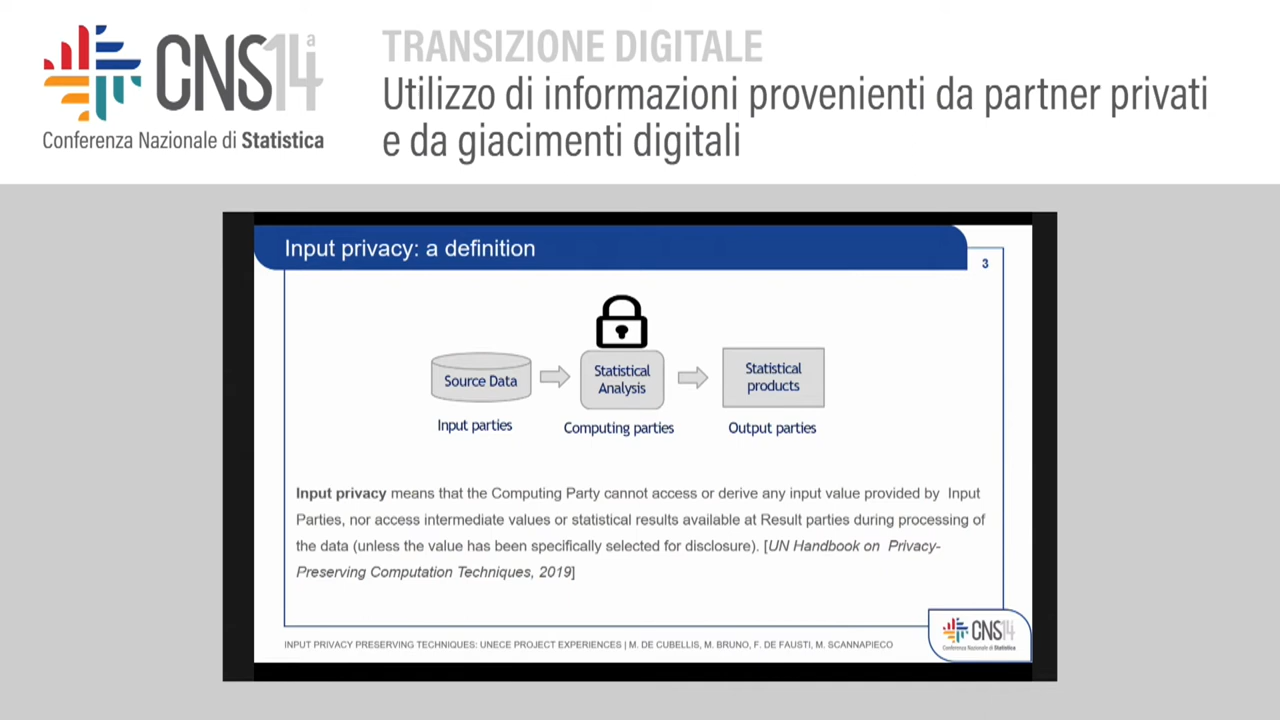 CNS14ª
Conferenza Nazionale di Statistica
TRANSIZIONE DIGITALE
Utilizzo di informazioni provenienti da partner privati
e da giacimenti digitali
Input privacy: a definition
3
Source Data
Statistical
Analysis
Statistical
products
Input parties
Computing parties
Output parties
Input privacy means that the Computing Party cannot access or derive any input value provided by Input
Parties, nor access intermediate values or statistical results available at Result parties during processing of
the data (unless the value has been specifically selected for disclosure). [UN Handbook on Privacy-
Preserving Computation Techniques, 2019]
INPUT PRIVACY PRESERVING TECHNIQUES: UNECE PROJECT EXPERIENCES | M. DE CUBELLIS, M. BRUNO, F. DE FAUSTI, M. SCANNAPIECO
CNS14
Conferenza Nazionale di Statistica